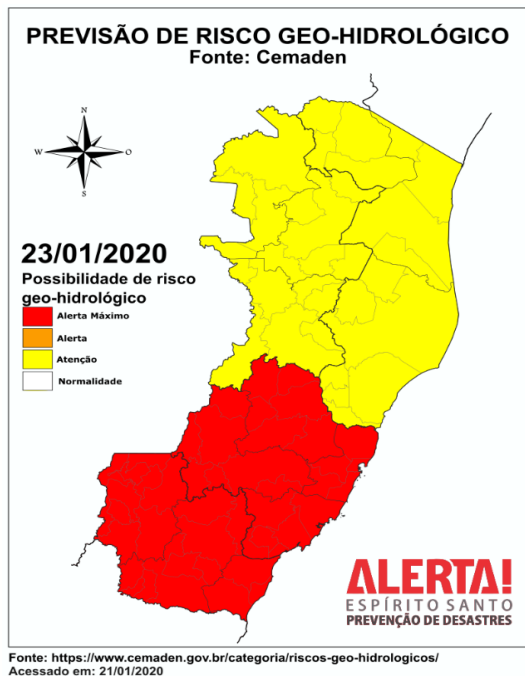 PREVISÃO DE RISCO GEO-HIDROLÓGICO
Fonte: Cemaden
N
W
O
S
23/01/2020
Possibilidade de risco
geo-hidrológico
Alerta Máximo
Alerta
Atenção
Normalidade
ALERTA!
ESPÍRITO SANTO
PREVENÇÃO DE DESASTRES
Fonte: https://www.cemaden.gov.br/categoria/riscos-geo-hidrologicos/
Acessado em: 21/01/2020